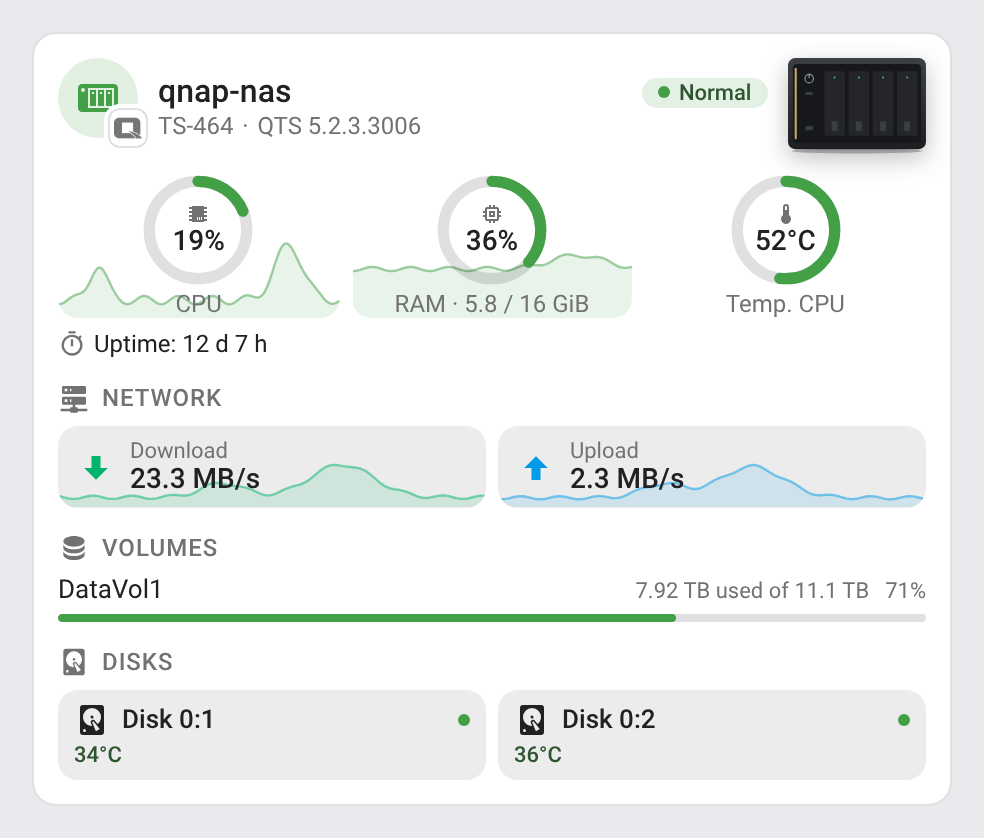 qnap-nas
TS-464 · QTS 5.2.3.3006
Normal
19%
CPU
36%
RAM · 5.8 / 16 GiB
52°C
Temp. CPU
Uptime: 12 d 7 h
NETWORK
Download
23.3 MB/s
Upload
2.3 MB/s
VOLUMES
DataVol1
7.92 TB used of 11.1 TB 71%
DISKS
Disk 0:1
34°C
Disk 0:2
36°C